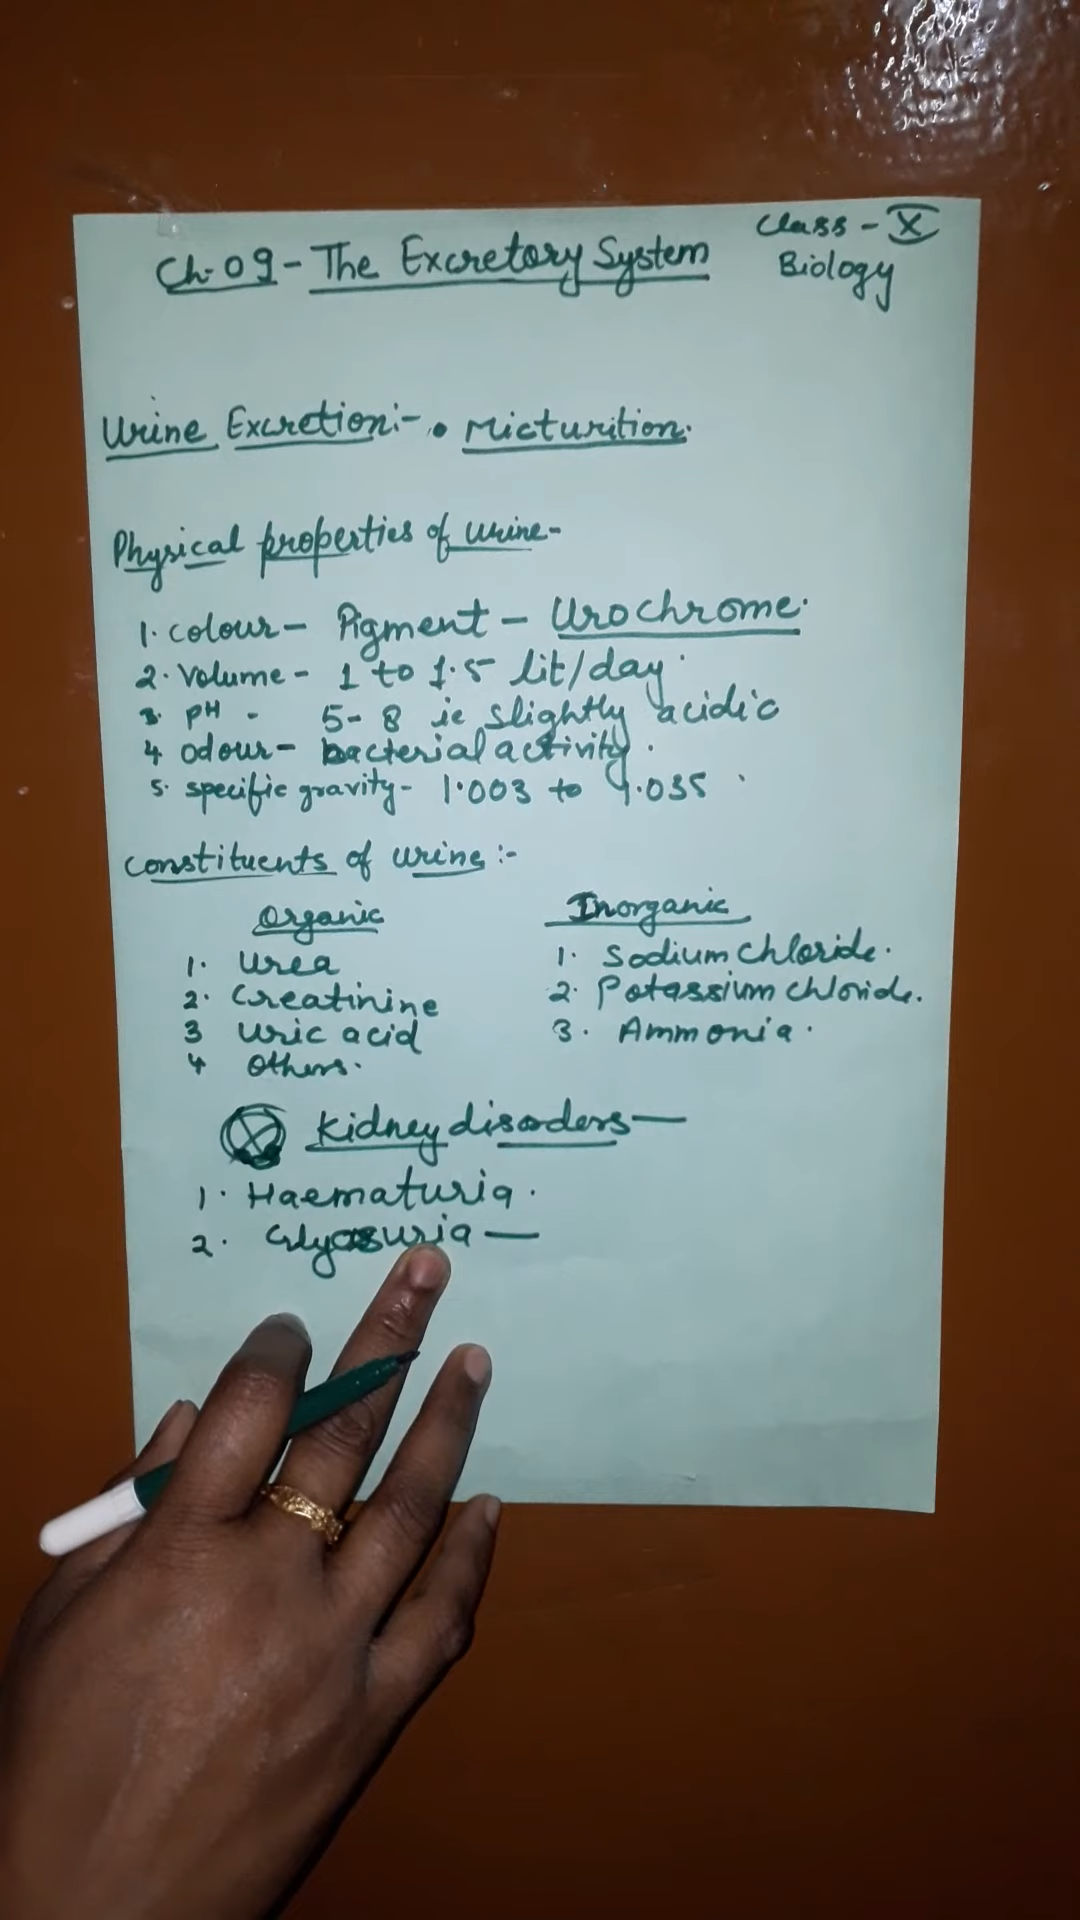 Ch-09 - The Excretory System
Class - X
Biology
Urine Excretion:- • Micturition.
Physical properties of urine-
1. colour - Pigment - Urochrome.
2. Volume - 1 to 1.5 lit/day.
3. pH - 5-8 ie slightly acidic
4. odour - bacterial activity.
5. specific gravity - 1.003 to 1.035
constituents of urine :-
Organic
Inorganic
1. Urea
1. Sodium chloride.
2. Creatinine
2. Potassium chloride.
3 Uric acid
3. Ammonia.
4 Others.
Kidney disoders -
1. Haematuria.
2. Glyosuria -